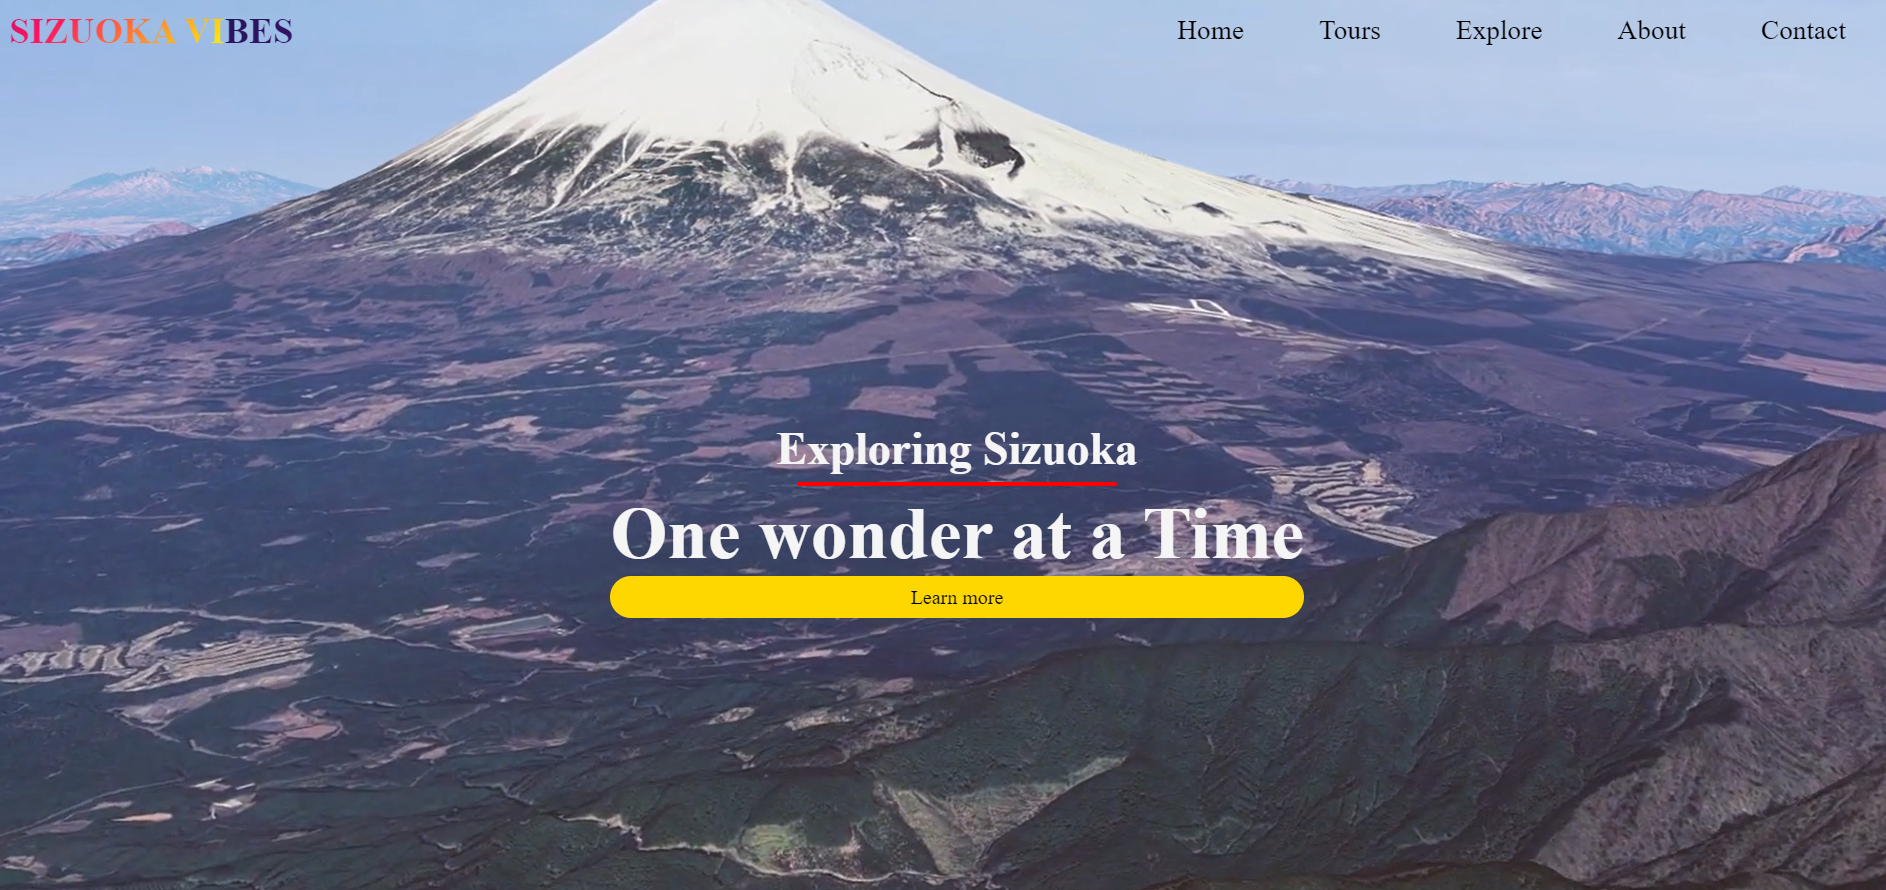 SIZUOKA VIBES
Home Tours Explore About Contact
Exploring Sizuoka
One wonder at a Time
Learn more